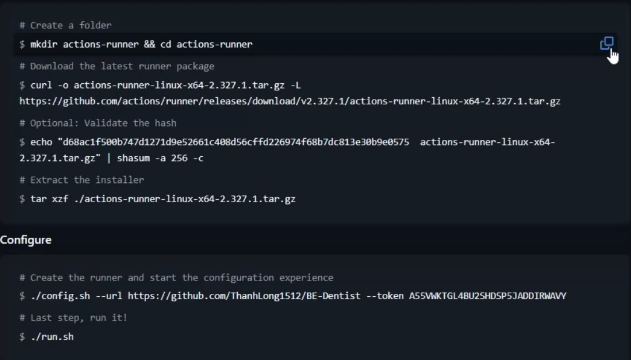 # Create a folder
$ mkdir actions-runner && cd actions-runner
# Download the latest runner package
$ curl -o actions-runner-linux-x64-2.327.1.tar.gz -L
https://github.com/actions/runner/releases/download/v2.327.1/actions-runner-linux-x64-2.327.1.tar.gz
# Optional: Validate the hash
$ echo "d68ac1f500b747d1271d9e52661c408d56cffd226974f68b7dc813e30b9e0575  actions-runner-linux-x64-
2.327.1.tar.gz" | shasum -a 256 -c
# Extract the installer
$ tar xzf ./actions-runner-linux-x64-2.327.1.tar.gz
Configure
# Create the runner and start the configuration experience
$ ./config.sh --url https://github.com/ThanhLong1512/BE-Dentist --token A55VWKTGL4BU2SHDSP5JADDIRWAVY
# Last step, run it!
$ ./run.sh